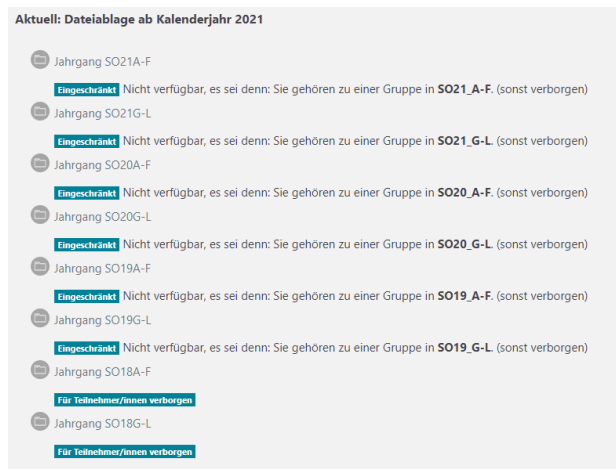 Aktuell: Dateiablage ab Kalenderjahr 2021
Jahrgang SO21A-F
Eingeschränkt Nicht verfügbar, es sei denn: Sie gehören zu einer Gruppe in SO21_A-F. (sonst verborgen)
Jahrgang SO21G-L
Eingeschränkt Nicht verfügbar, es sei denn: Sie gehören zu einer Gruppe in SO21_G-L. (sonst verborgen)
Jahrgang SO20A-F
Eingeschränkt Nicht verfügbar, es sei denn: Sie gehören zu einer Gruppe in SO20_A-F. (sonst verborgen)
Jahrgang SO20G-L
Eingeschränkt Nicht verfügbar, es sei denn: Sie gehören zu einer Gruppe in SO20_G-L. (sonst verborgen)
Jahrgang SO19A-F
Eingeschränkt Nicht verfügbar, es sei denn: Sie gehören zu einer Gruppe in SO19_A-F. (sonst verborgen)
Jahrgang SO19G-L
Eingeschränkt Nicht verfügbar, es sei denn: Sie gehören zu einer Gruppe in SO19_G-L. (sonst verborgen)
Jahrgang SO18A-F
Für Teilnehmer/innen verborgen
Jahrgang SO18G-L
Für Teilnehmer/innen verborgen